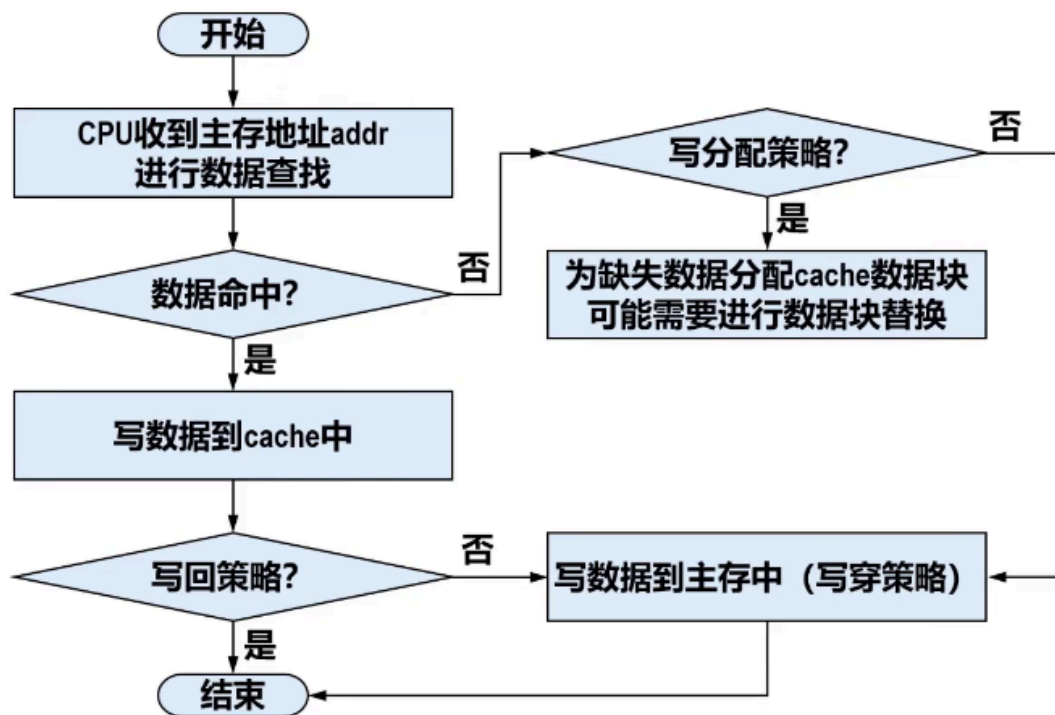 开始
CPU收到主存地址addr
进行数据查找
写分配策略？
否
是
数据命中？
否
为缺失数据分配cache数据块
可能需要进行数据块替换
是
写数据到cache中
写回策略？
否
写数据到主存中（写穿策略）
是
结束